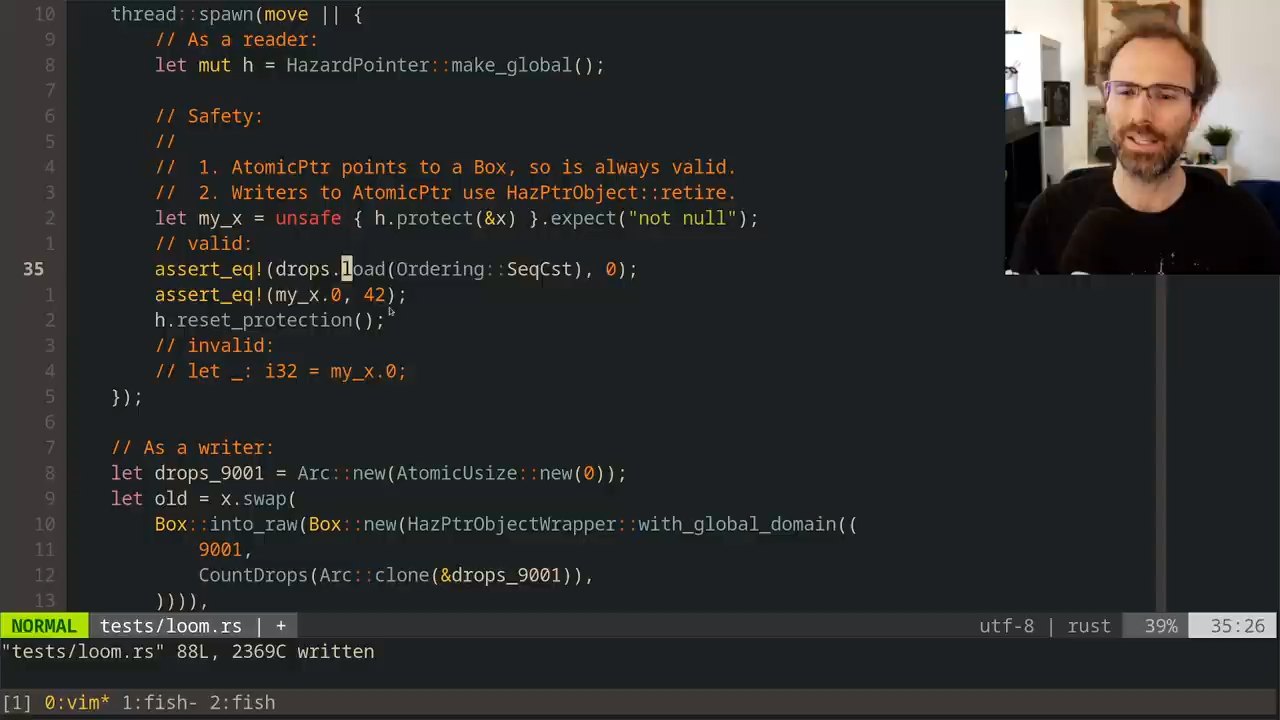 10 thread::spawn(move || {
9 // As a reader:
8 let mut h = HazardPointer::make_global();
7
6 // Safety:
5 //
4 //  1. AtomicPtr points to a Box, so is always valid.
3 //  2. Writers to AtomicPtr use HazPtrObject::retire.
2 let my_x = unsafe { h.protect(&x) }.expect("not null");
1 // valid:
35 assert_eq!(drops.load(Ordering::SeqCst), 0);
1 assert_eq!(my_x.0, 42);
2 h.reset_protection();
3 // invalid:
4 // let _: i32 = my_x.0;
5 });
6
7 // As a writer:
8 let drops_9001 = Arc::new(AtomicUsize::new(0));
9 let old = x.swap(
10 Box::into_raw(Box::new(HazPtrObjectWrapper::with_global_domain((
11 9001,
12 CountDrops(Arc::clone(&drops_9001)),
13 )))),
NORMAL tests/loom.rs | + utf-8 | rust 39% 35:26
"tests/loom.rs" 88L, 2369C written
[1] 0:vim* 1:fish- 2:fish